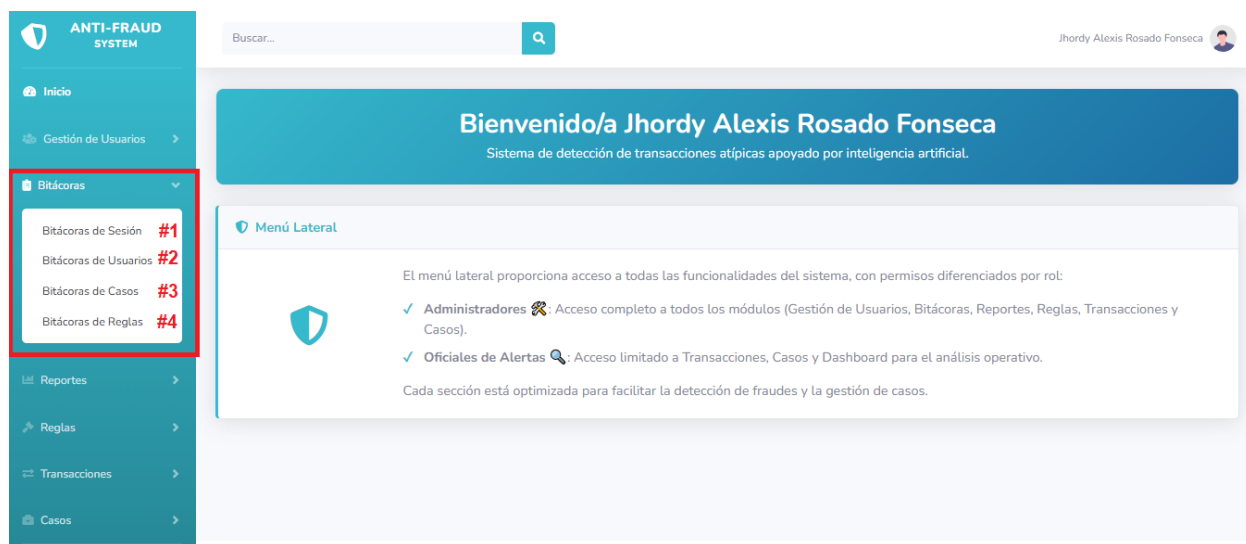 ANTI-FRAUD
SYSTEM
Inicio
Gestión de Usuarios
Bitácoras
Bitácoras de Sesión #1
Bitácoras de Usuarios #2
Bitácoras de Casos #3
Bitácoras de Reglas #4
Reportes
Reglas
Transacciones
Casos
Buscar...
Jhordy Alexis Rosado Fonseca
Bienvenido/a Jhordy Alexis Rosado Fonseca
Sistema de detección de transacciones atípicas apoyado por inteligencia artificial.
Menú Lateral
El menú lateral proporciona acceso a todas las funcionalidades del sistema, con permisos diferenciados por rol:
✓ Administradores 🛠: Acceso completo a todos los módulos (Gestión de Usuarios, Bitácoras, Reportes, Reglas, Transacciones y
Casos).
✓ Oficiales de Alertas 🔍: Acceso limitado a Transacciones, Casos y Dashboard para el análisis operativo.
Cada sección está optimizada para facilitar la detección de fraudes y la gestión de casos.